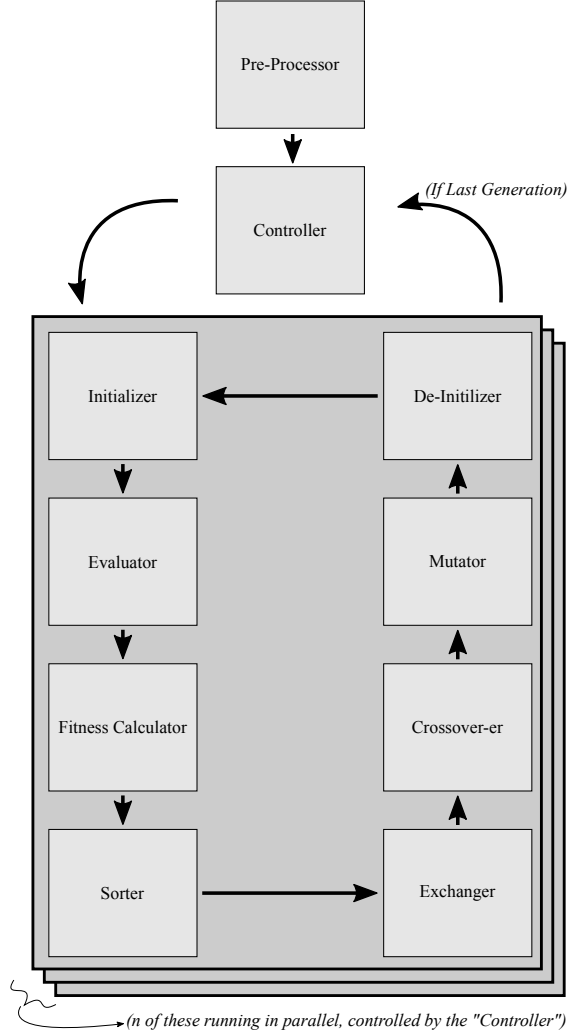 Pre-Processor
(If Last Generation)
Controller
Initializer
De-Initilizer
Evaluator
Mutator
Fitness Calculator
Crossover-er
Sorter
Exchanger
(n of these running in parallel, controlled by the "Controller")